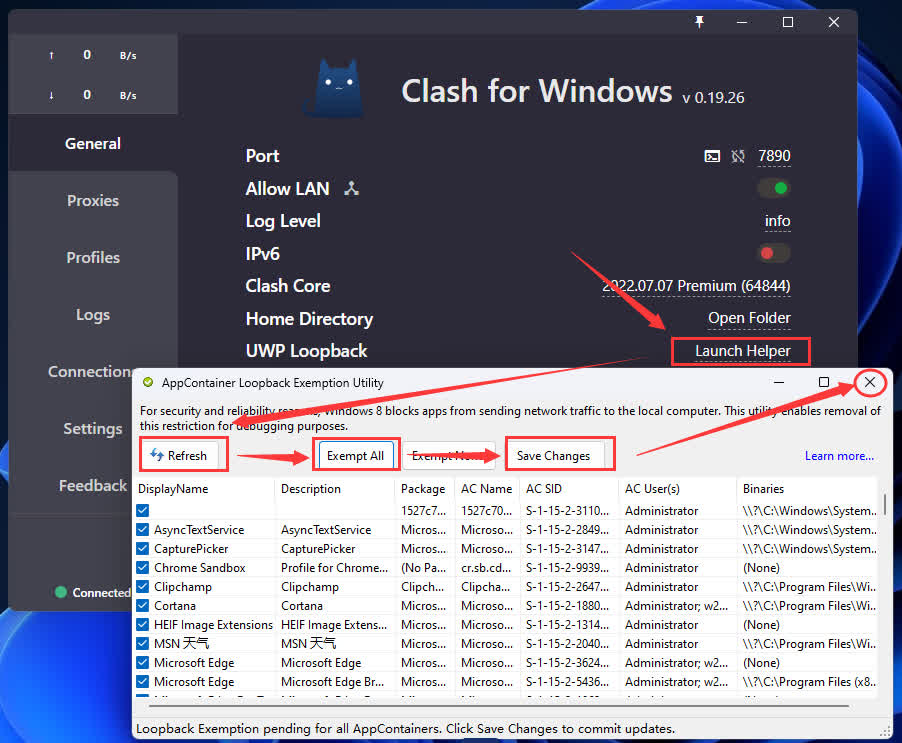 ↑ 0 B/s
↓ 0 B/s
General
Proxies
Profiles
Logs
Connection
Settings
Feedback
Connected
Clash for Windows v 0.19.26
Port 7890
Allow LAN
Log Level info
IPv6
Clash Core 2022.07.07 Premium (64844)
Home Directory Open Folder
UWP Loopback Launch Helper
AppContainer Loopback Exemption Utility
For security and reliability reasons, Windows 8 blocks apps from sending network traffic to the local computer. This utility enables removal of
this restriction for debugging purposes.
Refresh Exempt All Exempt None Save Changes Learn more...
DisplayName Description Package AC Name AC SID AC User(s) Binaries
1527c7... 1527c70... S-1-15-2-3110... Administrator \\?\C:\Windows\System...
AsyncTextService AsyncTextService Micros... Micros... S-1-15-2-2849... Administrator \\?\C:\Windows\System...
CapturePicker CapturePicker Micros... Micros... S-1-15-2-3147... Administrator \\?\C:\Windows\System...
Chrome Sandbox Profile for Chrome... (No Pa... cr.sb.cd... S-1-15-2-9939... Administrator (None)
Clipchamp Clipchamp Clipch... Clipcha... S-1-15-2-2647... Administrator \\?\C:\Program Files\Wi...
Cortana Cortana Micros... Micros... S-1-15-2-1880... Administrator; w2... \\?\C:\Program Files\Wi...
HEIF Image Extensions HEIF Image Extens... Micros... Micros... S-1-15-2-1314... Administrator (None)
MSN 天气 MSN 天气 Micros... Micros... S-1-15-2-2040... Administrator \\?\C:\Program Files\Wi...
Microsoft Edge Microsoft Edge Micros... Micros... S-1-15-2-3624... Administrator; w2... (None)
Microsoft Edge Microsoft Edge Br... Micros... Micros... S-1-15-2-5436... Administrator; w2... \\?\C:\Program Files (x8...
Loopback Exemption pending for all AppContainers. Click Save Changes to commit updates.